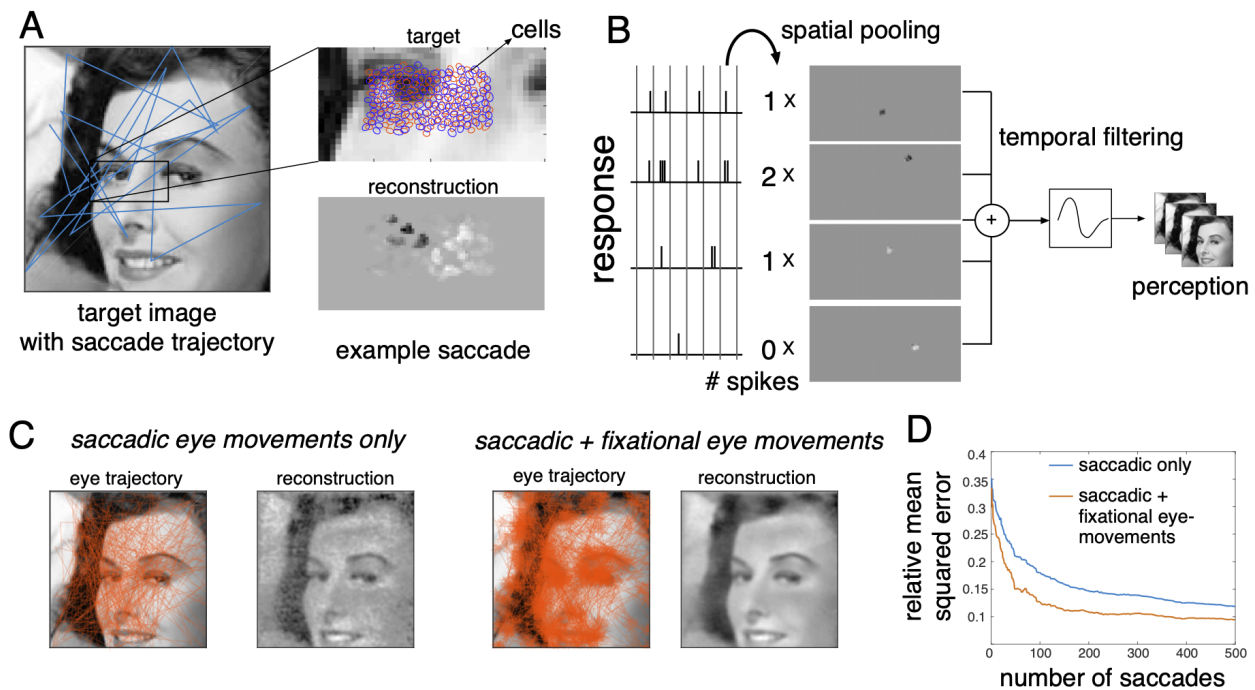 A
target
cells
reconstruction
target image
with saccade trajectory
example saccade
B
spatial pooling
response
1 x
2 x
1 x
0 x
# spikes
temporal filtering
+
perception
C
saccadic eye movements only
eye trajectory
reconstruction
saccadic + fixational eye movements
eye trajectory
reconstruction
D
relative mean
squared error
0.4
0.35
0.3
0.25
0.2
0.15
0.1
saccadic only
saccadic +
fixational eye-
movements
0
100
200
300
400
500
number of saccades